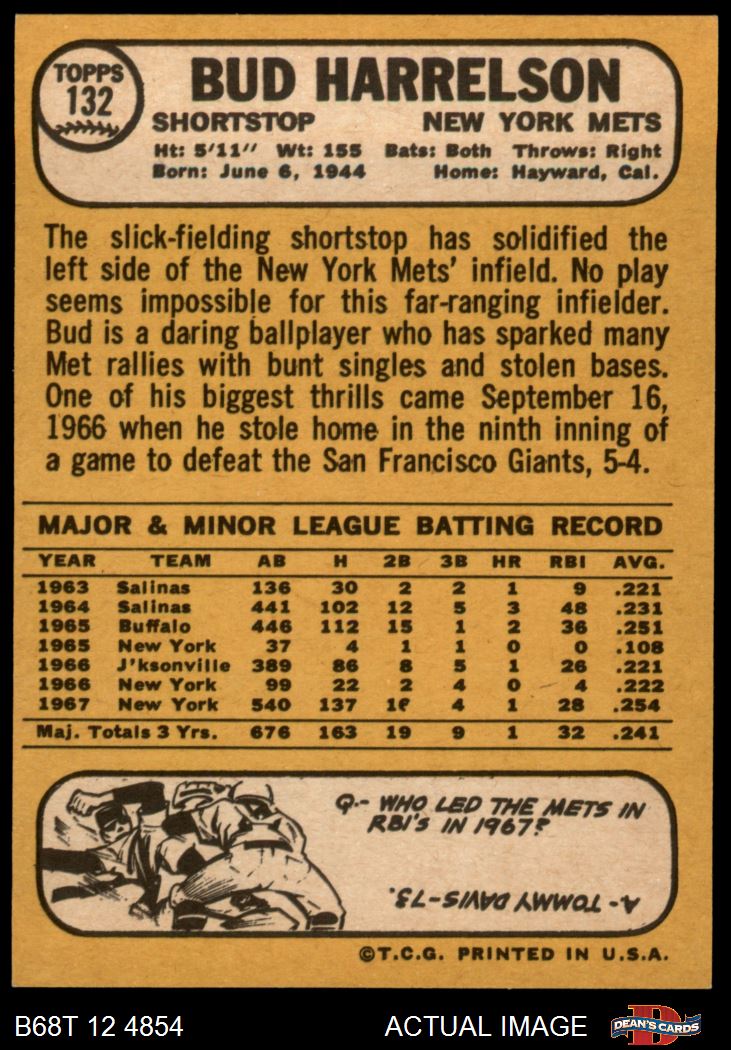 TOPPS
132
BUD HARRELSON
SHORTSTOP NEW YORK METS
Ht: 5'11" Wt: 155 Bats: Both Throws: Right
Born: June 6, 1944 Home: Hayward, Cal.
The slick-fielding shortstop has solidified the
left side of the New York Mets' infield. No play
seems impossible for this far-ranging infielder.
Bud is a daring ballplayer who has sparked many
Met rallies with bunt singles and stolen bases.
One of his biggest thrills came September 16,
1966 when he stole home in the ninth inning of
a game to defeat the San Francisco Giants, 5-4.
MAJOR & MINOR LEAGUE BATTING RECORD
YEAR TEAM AB H 2B 3B HR RBI AVG.
1963 Salinas 136 30 2 2 1 9 .221
1964 Salinas 441 102 12 5 3 48 .231
1965 Buffalo 446 112 15 1 2 36 .251
1965 New York 37 4 1 1 0 0 .108
1966 J'ksonville 389 86 8 5 1 26 .221
1966 New York 99 22 2 4 0 4 .222
1967 New York 540 137 4 1 28 .254
Maj. Totals 3 Yrs. 676 163 19 9 1 32 .241
Q.- WHO LED THE METS IN
RBI'S IN 1967?
A- TOMMY DAVIS-73.
©T.C.G. PRINTED IN U.S.A.
B68T 12 4854 ACTUAL IMAGE DEAN'S CARDS